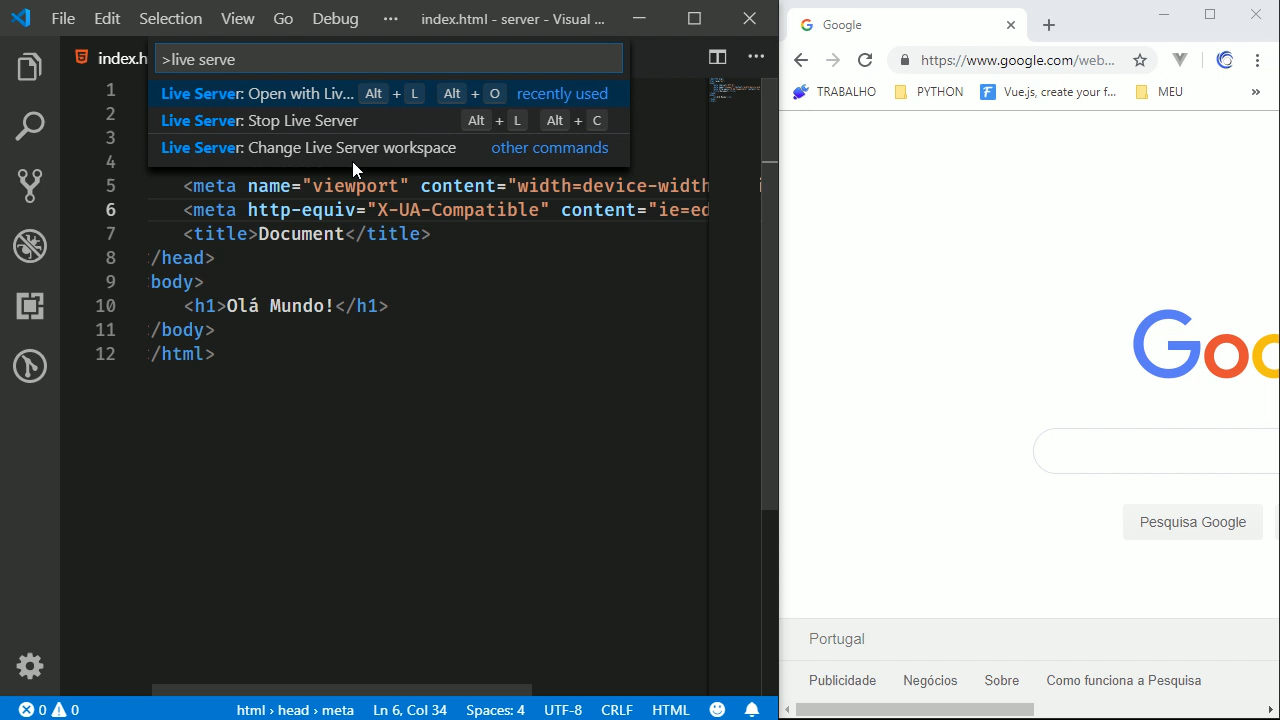 File Edit Selection View Go Debug ··· index.html - server - Visual ...
index.h
>live serve
Live Server: Open with Liv... Alt + L Alt + O recently used
Live Server: Stop Live Server Alt + L Alt + C
Live Server: Change Live Server workspace other commands
1
2
3
4
5 <meta name="viewport" content="width=device-width
6 <meta http-equiv="X-UA-Compatible" content="ie=ed
7 <title>Document</title>
8 /head>
9 body>
10 <h1>Olá Mundo!</h1>
11 /body>
12 /html>
0 0 html › head › meta Ln 6, Col 34 Spaces: 4 UTF-8 CRLF HTML
Google
https://www.google.com/web...
TRABALHO PYTHON Vue.js, create your f... MEU »
Goo
Pesquisa Google
Portugal
Publicidade Negócios Sobre Como funciona a Pesquisa